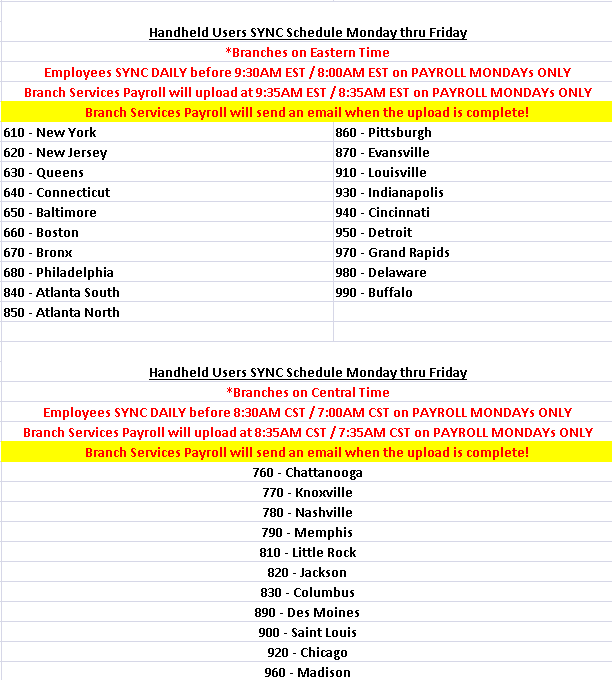 Handheld Users SYNC Schedule Monday thru Friday
*Branches on Eastern Time
Employees SYNC DAILY before 9:30AM EST / 8:00AM EST on PAYROLL MONDAYs ONLY
Branch Services Payroll will upload at 9:35AM EST / 8:35AM EST on PAYROLL MONDAYs ONLY
Branch Services Payroll will send an email when the upload is complete!
610 - New York
620 - New Jersey
630 - Queens
640 - Connecticut
650 - Baltimore
660 - Boston
670 - Bronx
680 - Philadelphia
840 - Atlanta South
850 - Atlanta North
860 - Pittsburgh
870 - Evansville
910 - Louisville
930 - Indianapolis
940 - Cincinnati
950 - Detroit
970 - Grand Rapids
980 - Delaware
990 - Buffalo
Handheld Users SYNC Schedule Monday thru Friday
*Branches on Central Time
Employees SYNC DAILY before 8:30AM CST / 7:00AM CST on PAYROLL MONDAYs ONLY
Branch Services Payroll will upload at 8:35AM CST / 7:35AM CST on PAYROLL MONDAYs ONLY
Branch Services Payroll will send an email when the upload is complete!
760 - Chattanooga
770 - Knoxville
780 - Nashville
790 - Memphis
810 - Little Rock
820 - Jackson
830 - Columbus
890 - Des Moines
900 - Saint Louis
920 - Chicago
960 - Madison